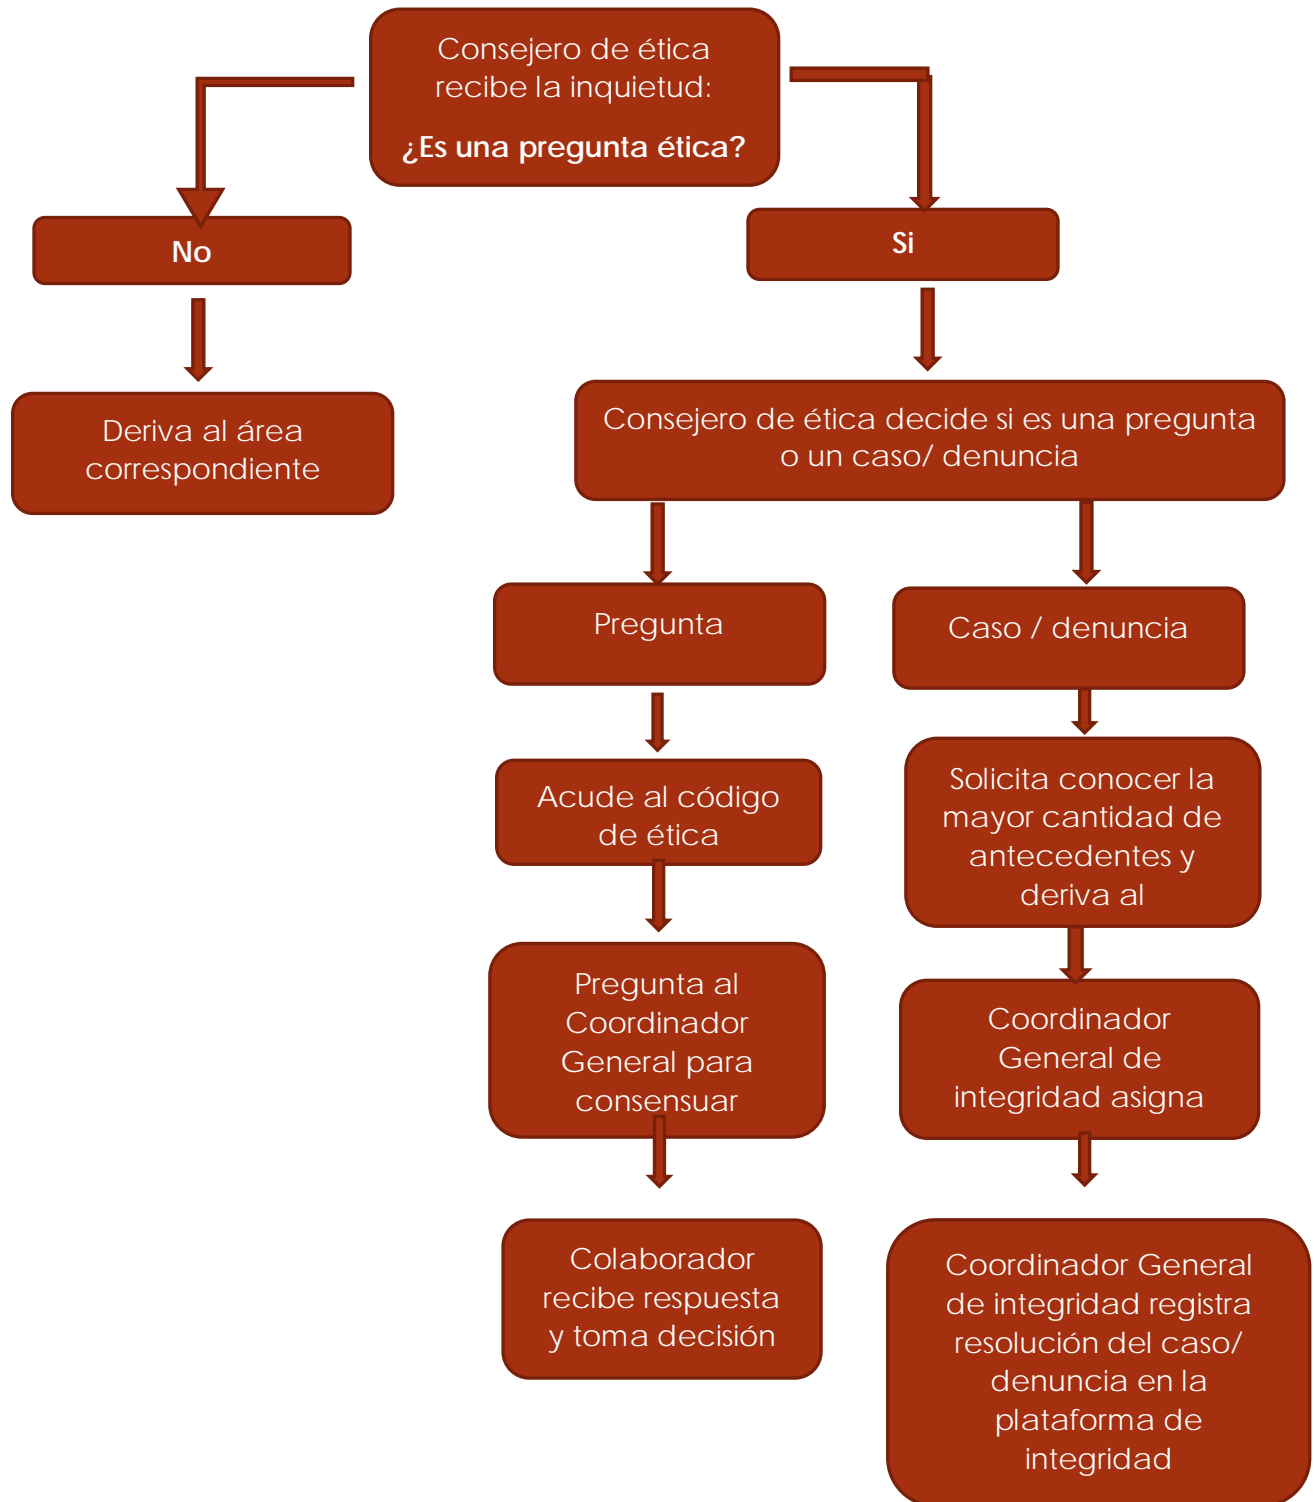 Consejero de ética
recibe la inquietud:
¿Es una pregunta ética?
No
Si
Deriva al área
correspondiente
Consejero de ética decide si es una pregunta
o un caso/ denuncia
Pregunta
Caso / denuncia
Acude al código
de ética
Solicita conocer la
mayor cantidad de
antecedentes y
deriva al
Pregunta al
Coordinador
General para
consensuar
Coordinador
General de
integridad asigna
Colaborador
recibe respuesta
y toma decisión
Coordinador General
de integridad registra
resolución del caso/
denuncia en la
plataforma de
integridad